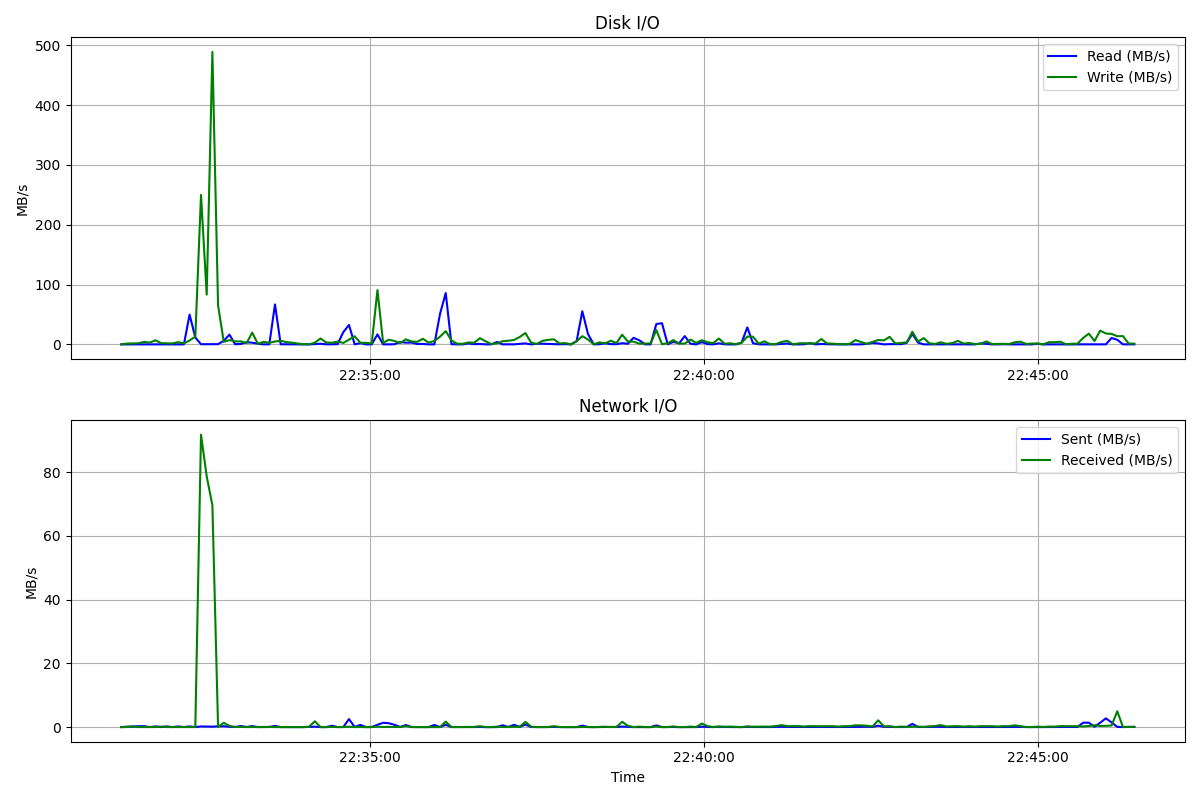 Disk I/O
500
400
300
200
100
0
MB/s
Read (MB/s)
Write (MB/s)
22:35:00
22:40:00
22:45:00
Network I/O
80
60
40
20
0
MB/s
Sent (MB/s)
Received (MB/s)
22:35:00
22:40:00
22:45:00
Time